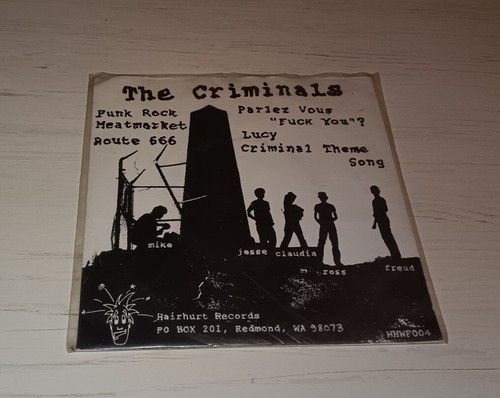 The Criminals
Punk Rock
Meatmarket
Route 666
Parlez Vous
"Fuck You"?
Lucy
Criminal Theme
Song
mike
jesse claudia
ross
freud
Hairhurt Records
PO BOX 201, Redmond, WA 98073
HHWP004